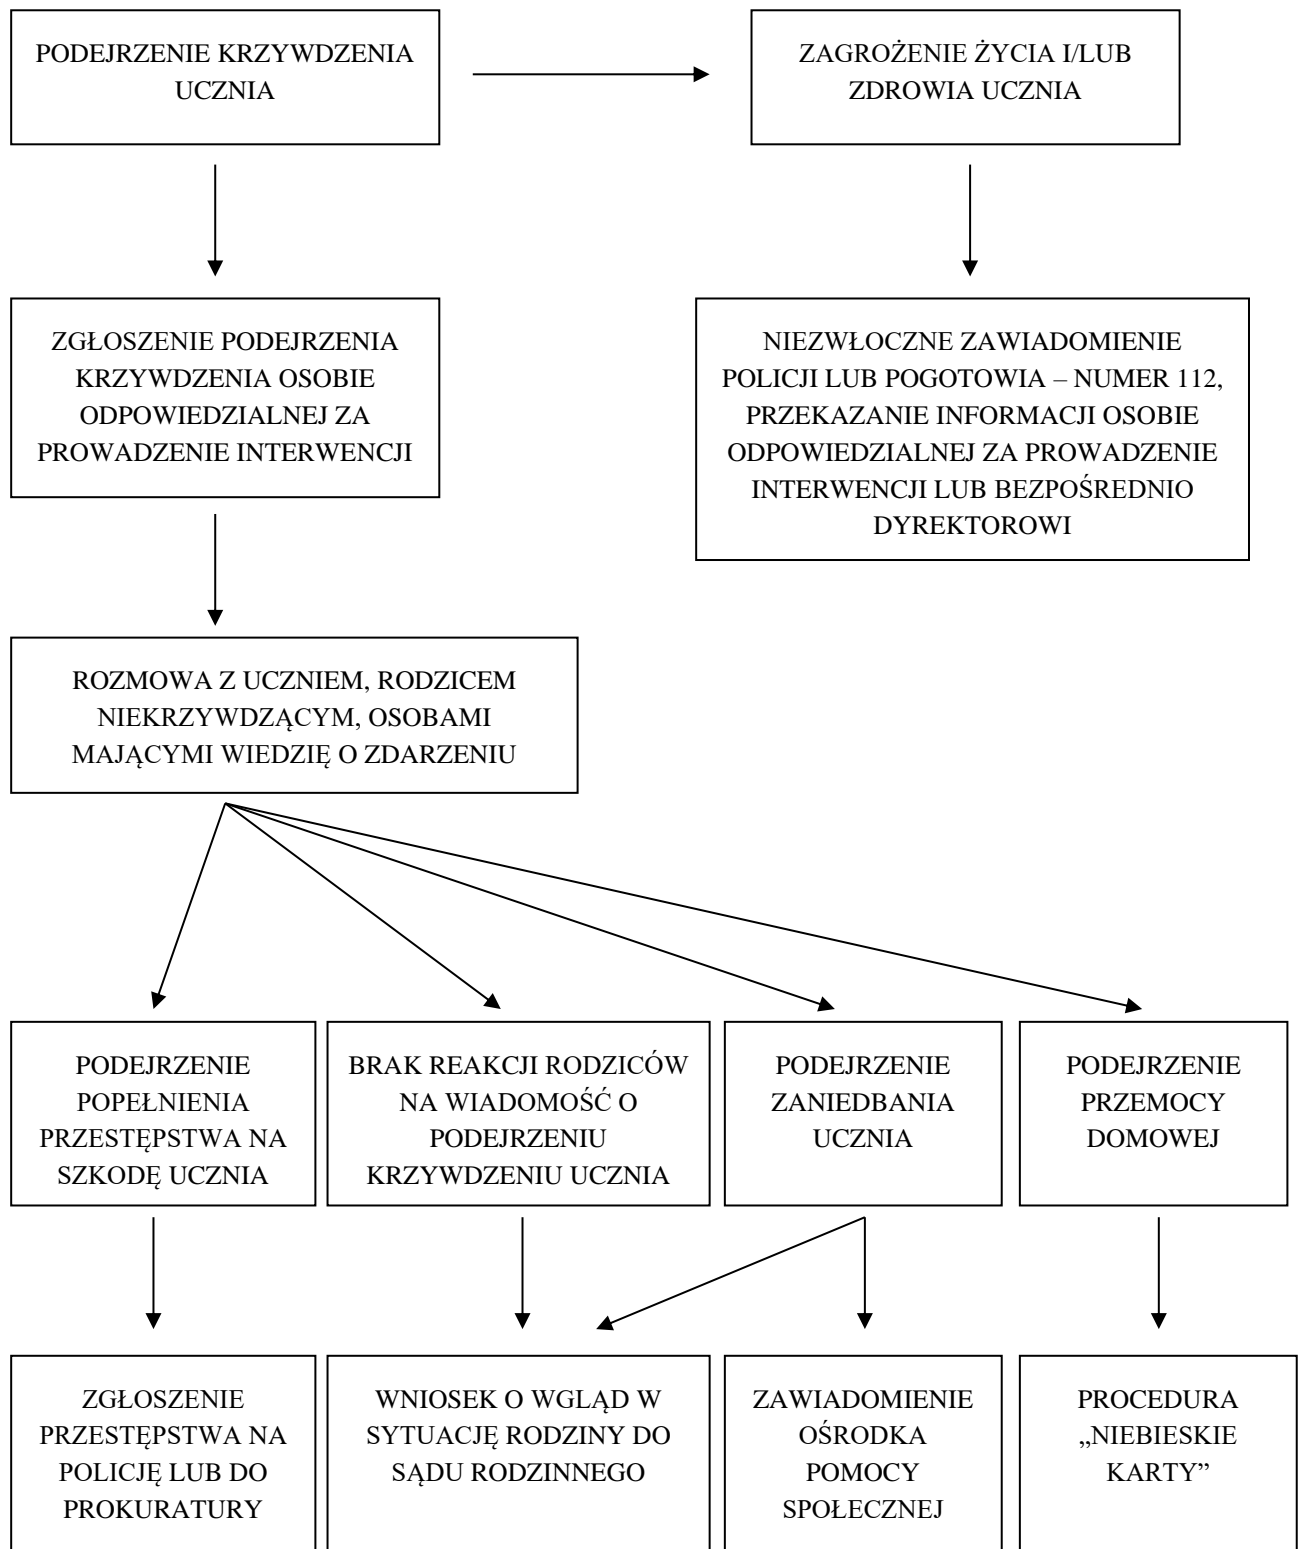 PODEJRZENIE KRZYWDZENIA
UCZNIA
ZAGROŻENIE ŻYCIA I/LUB
ZDROWIA UCZNIA
ZGŁOSZENIE PODEJRZENIA
KRZYWDZENIA OSOBIE
ODPOWIEDZIALNEJ ZA
PROWADZENIE INTERWENCJI
NIEZWŁOCZNE ZAWIADOMIENIE
POLICJI LUB POGOTOWIA – NUMER 112,
PRZEKAZANIE INFORMACJI OSOBIE
ODPOWIEDZIALNEJ ZA PROWADZENIE
INTERWENCJI LUB BEZPOŚREDNIO
DYREKTOROWI
ROZMOWA Z UCZNIEM, RODZICEM
NIEKRZYWDZĄCYM, OSOBAMI
MAJĄCYMI WIEDZIĘ O ZDARZENIU
PODEJRZENIE
POPEŁNIENIA
PRZESTĘPSTWA NA
SZKODĘ UCZNIA
BRAK REAKCJI RODZICÓW
NA WIADOMOŚĆ O
PODEJRZENIU
KRZYWDZENIU UCZNIA
PODEJRZENIE
ZANIEDBANIA
UCZNIA
PODEJRZENIE
PRZEMOCY
DOMOWEJ
ZGŁOSZENIE
PRZESTĘPSTWA NA
POLICJĘ LUB DO
PROKURATURY
WNIOSEK O WGLĄD W
SYTUACJĘ RODZINY DO
SĄDU RODZINNEGO
ZAWIADOMIENIE
OŚRODKA
POMOCY
SPOŁECZNEJ
PROCEDURA
„NIEBIESKIE
KARTY”